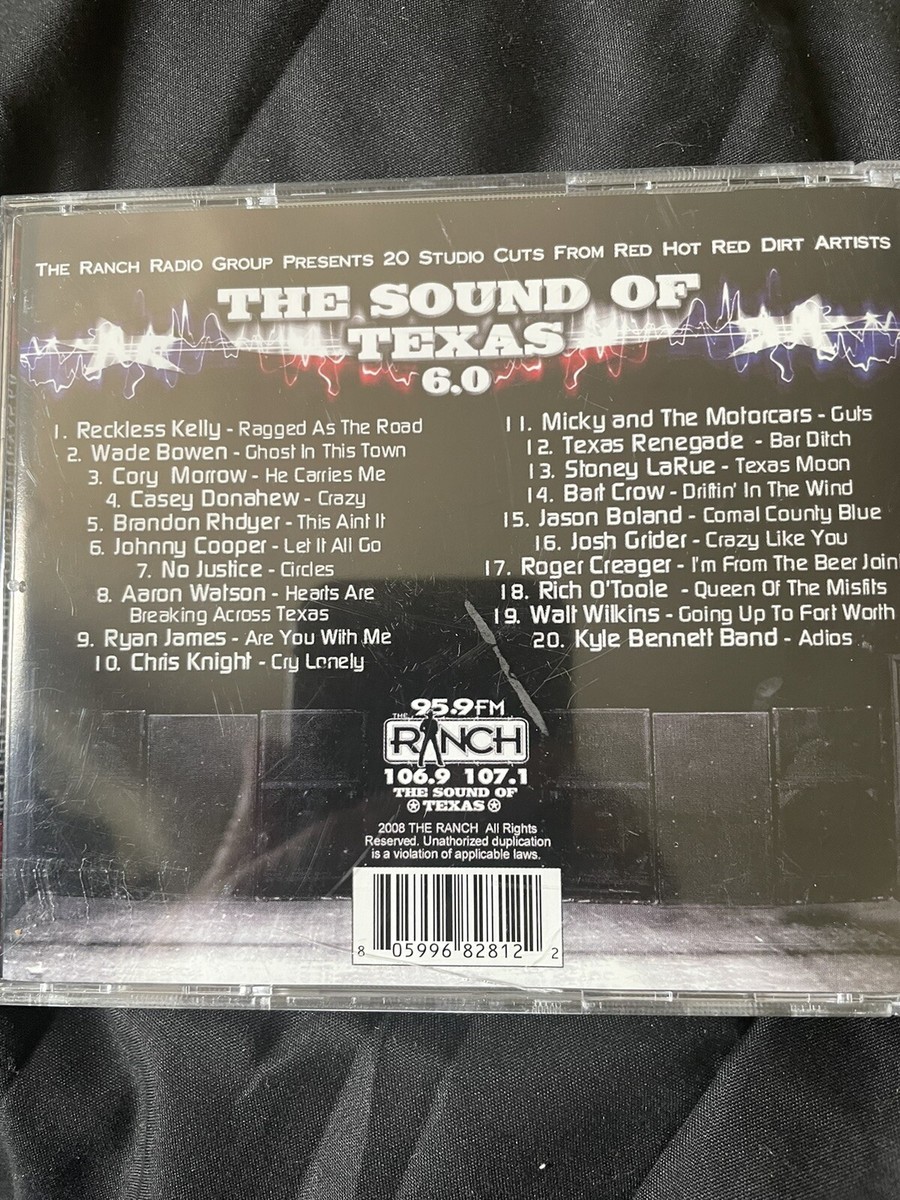 THE RANCH RADIO GROUP PRESENTS 20 STUDIO CUTS FROM RED HOT RED DIRT ARTISTS
THE SOUND OF
TEXAS
6.0
1. Reckless Kelly - Ragged As The Road
2. Wade Bowen - Ghost In This Town
3. Cory Morrow - He Carries Me
4. Casey Donahew - Crazy
5. Brandon Rhdyer - This Aint It
6. Johnny Cooper - Let It All Go
7. No Justice - Circles
8. Aaron Watson - Hearts Are
Breaking Across Texas
9. Ryan James - Are You With Me
10. Chris Knight - Cry Lonely
11. Micky and The Motorcars - Guts
12. Texas Renegade - Bar Ditch
13. Stoney LaRue - Texas Moon
14. Bart Crow - Driftin' In The Wind
15. Jason Boland - Comal County Blue
16. Josh Grider - Crazy Like You
17. Roger Creager - I'm From The Beer Join
18. Rich O'Toole - Queen Of The Misfits
19. Walt Wilkins - Going Up To Fort Worth
20. Kyle Bennett Band - Adios
95.9FM
THE RANCH
106.9 107.1
THE SOUND OF
TEXAS
2008 THE RANCH All Rights
Reserved. Unathorized duplication
is a violation of applicable laws.
8 05996 82812 2